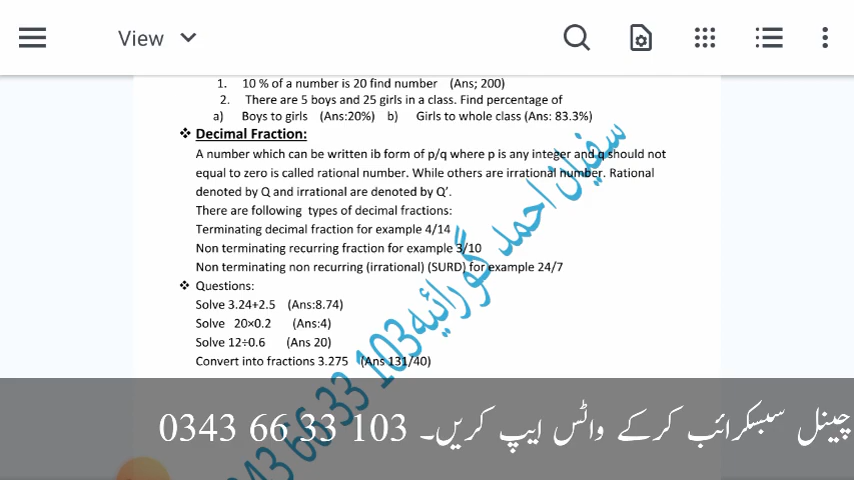 View
1. 10 % of a number is 20 find number (Ans; 200)
2. There are 5 boys and 25 girls in a class. Find percentage of
a) Boys to girls (Ans:20%) b) Girls to whole class (Ans: 83.3%)
❖ Decimal Fraction:
A number which can be written ib form of p/q where p is any integer and q should not
equal to zero is called rational number. While others are irrational number. Rational
denoted by Q and irrational are denoted by Q’.
There are following types of decimal fractions:
Terminating decimal fraction for example 4/14
Non terminating recurring fraction for example 3/10
Non terminating non recurring (irrational) (SURD) for example 24/7
❖ Questions:
Solve 3.24+2.5 (Ans:8.74)
Solve 20×0.2 (Ans:4)
Solve 12÷0.6 (Ans 20)
Convert into fractions 3.275 (Ans 131/40)
سفیان احمد گورائیہ 103 33 66 43
چینل سبسکرائب کرکے واٹس ایپ کریں۔ 103 33 66 0343